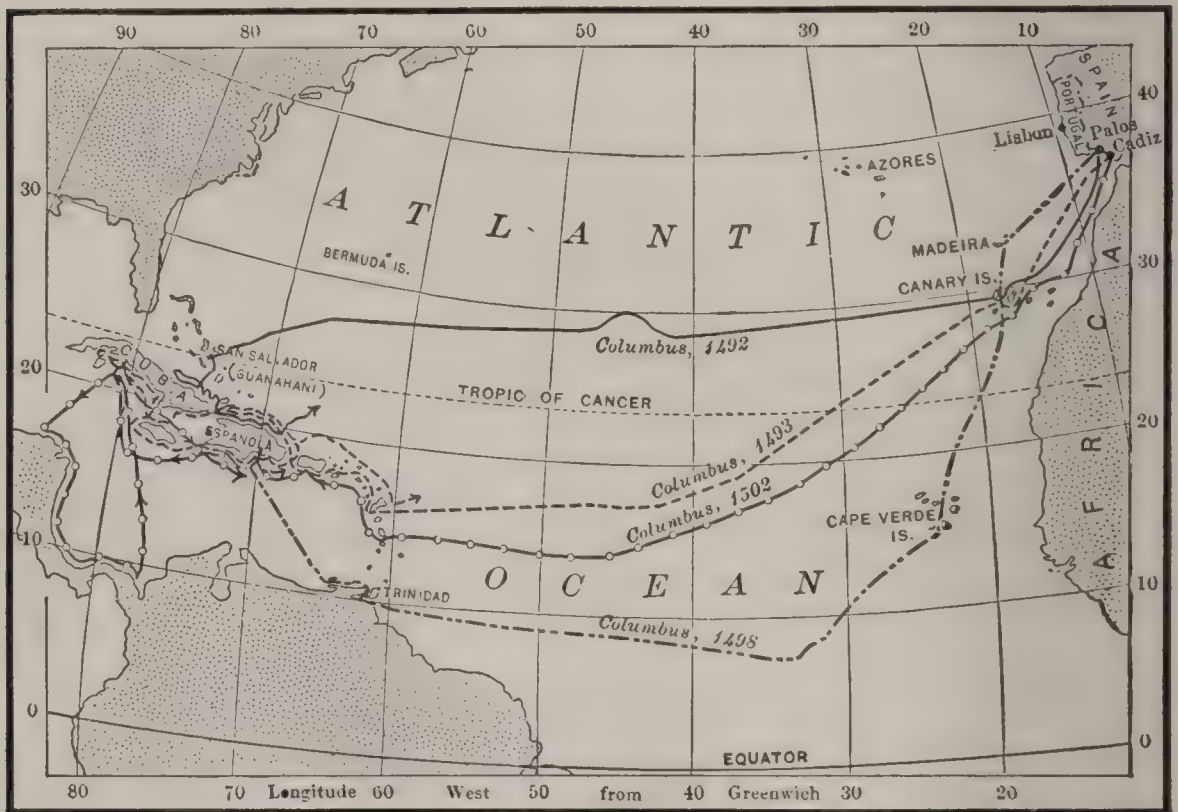 90 80 70 60 50 40 30 20 10 0
SPAIN
PORTUGAL
40
Lisbon
Palos
Cadiz
AZORES
30
ATLANTIC
MADEIRA
BERMUDA IS.
CANARY IS.
30
AFRICA
Columbus, 1492
SAN SALVADOR
(GUANAHANI)
20
CUBA
TROPIC OF CANCER
ESPANOLA
20
Columbus, 1493
Columbus, 1502
CAPE VERDE
IS.
10
OCEAN
10
TRINIDAD
Columbus, 1498
0
EQUATOR
0
80 70 Longitude 60 West 50 from 40 Greenwich 30 20